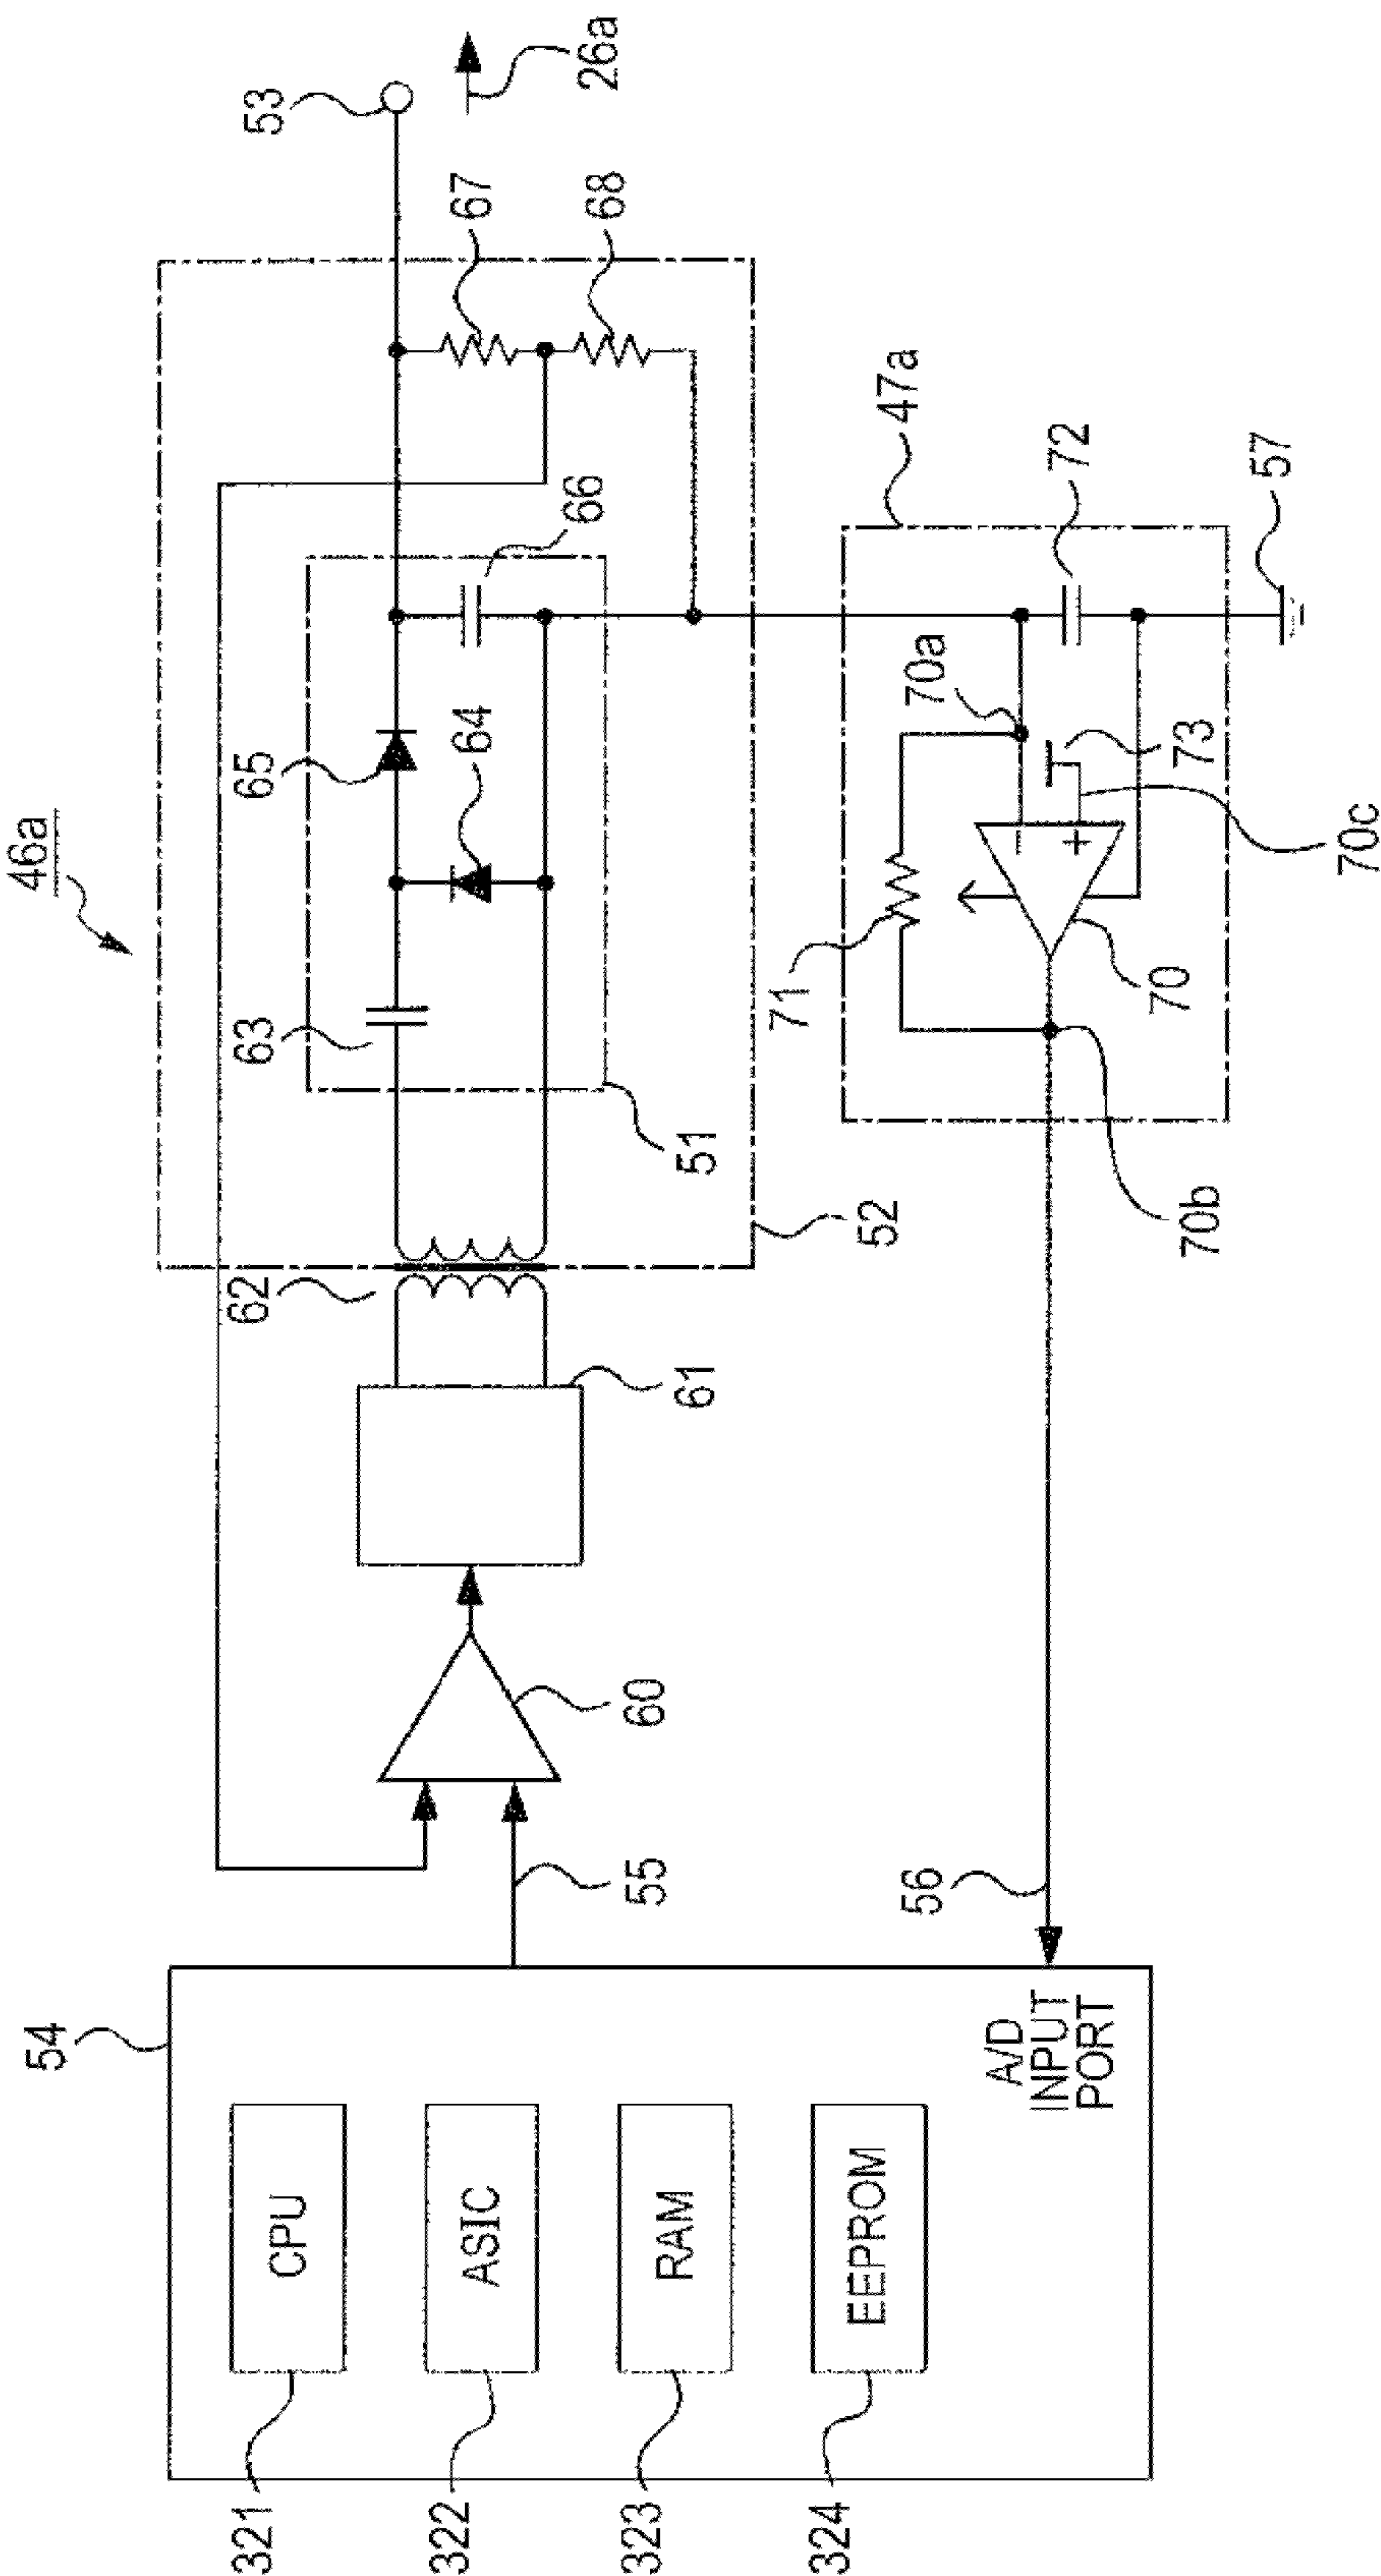 46a
54
CPU
321
ASIC
322
RAM
323
EEPROM
324
A/D
INPUT
PORT
55
56
60
61
62
63
64
65
66
51
52
53
26a
67
68
47a
70a
70b
70c
70
71
72
73
57